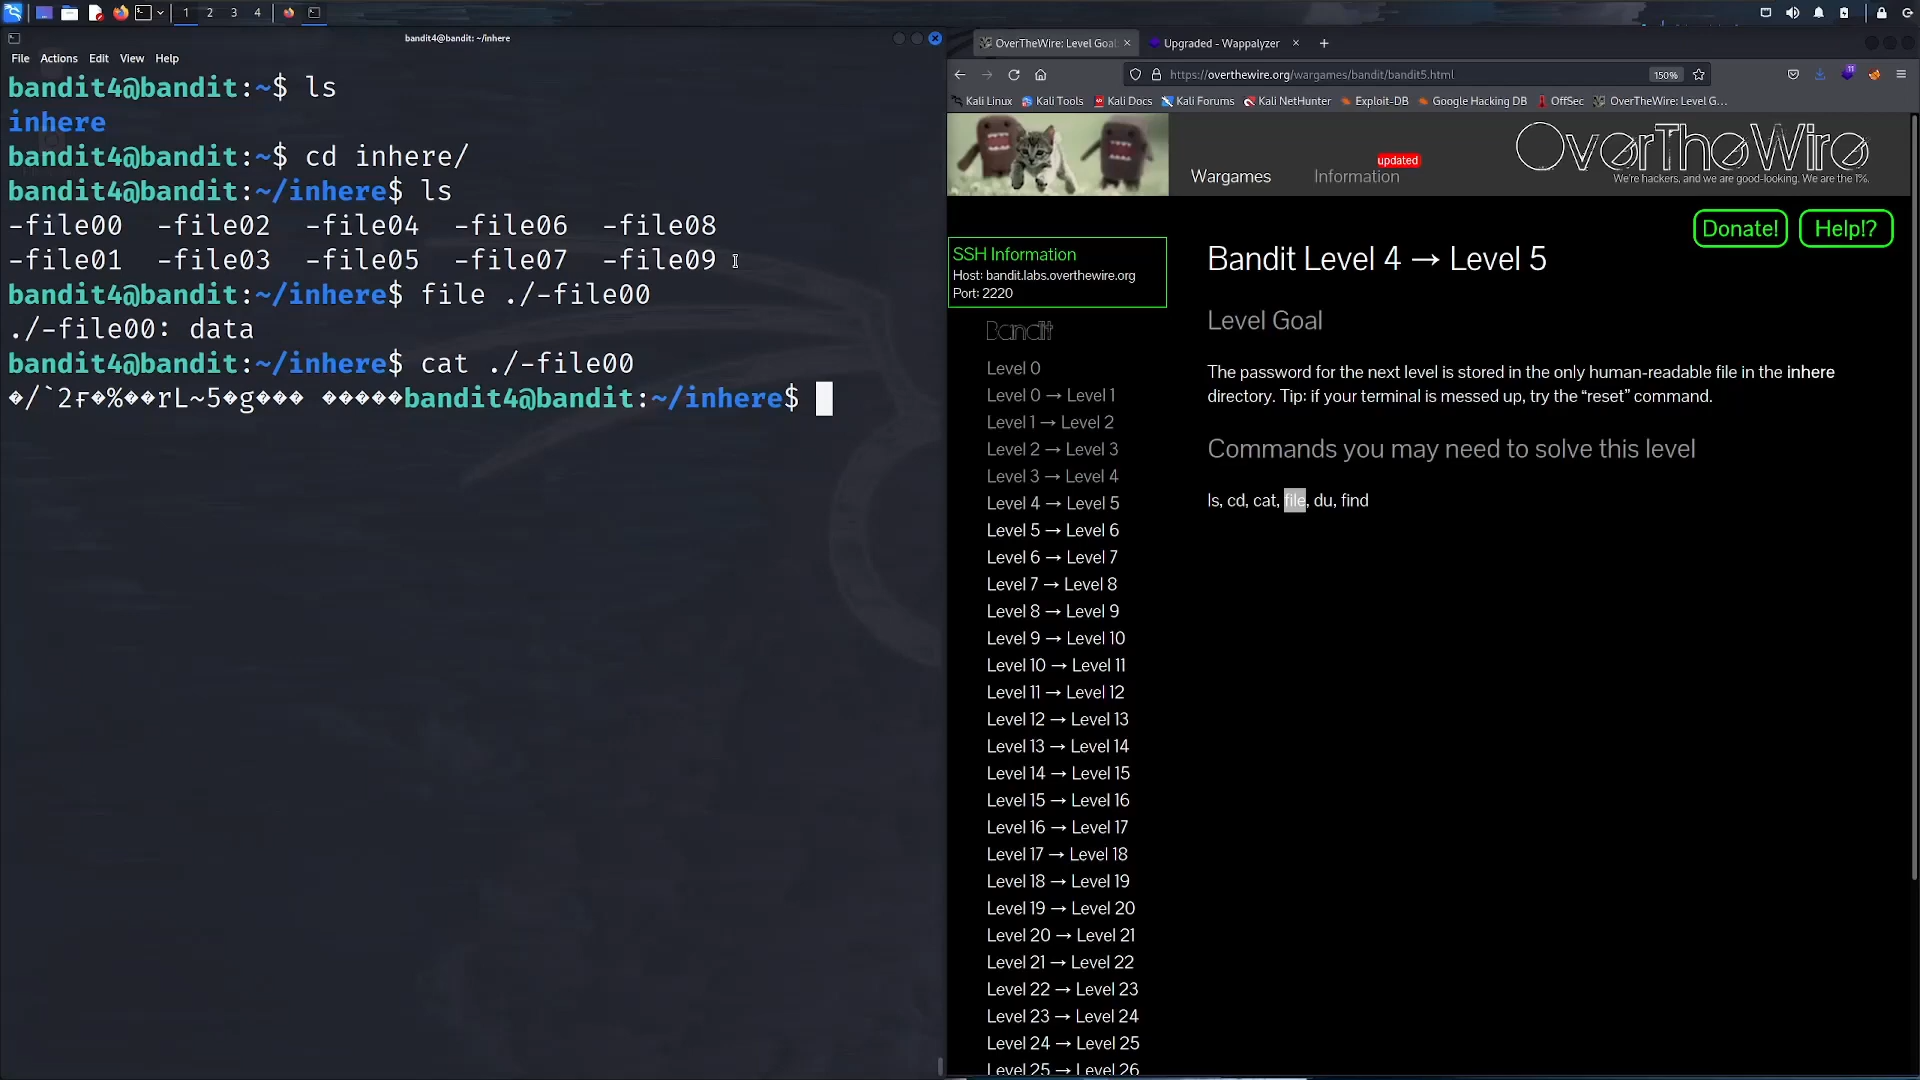 1 2 3 4
bandit4@bandit: ~/inhere
File Actions Edit View Help
bandit4@bandit:~$ ls
inhere
bandit4@bandit:~$ cd inhere/
bandit4@bandit:~/inhere$ ls
-file00 -file02 -file04 -file06 -file08
-file01 -file03 -file05 -file07 -file09
bandit4@bandit:~/inhere$ file ./-file00
./-file00: data
bandit4@bandit:~/inhere$ cat ./-file00
�/`2ғ�%��rL~5�g��� �����bandit4@bandit:~/inhere$
OverTheWire: Level Goal
Upgraded - Wappalyzer
https://overthewire.org/wargames/bandit/bandit5.html
150%
11
Kali Linux Kali Tools Kali Docs Kali Forums Kali NetHunter Exploit-DB Google Hacking DB OffSec OverTheWire: Level G...
Wargames
updated
Information
OverTheWire
We're hackers, and we are good-looking. We are the 1%.
Donate! Help!?
SSH Information
Host: bandit.labs.overthewire.org
Port: 2220
Bandit
Level 0
Level 0 → Level 1
Level 1 → Level 2
Level 2 → Level 3
Level 3 → Level 4
Level 4 → Level 5
Level 5 → Level 6
Level 6 → Level 7
Level 7 → Level 8
Level 8 → Level 9
Level 9 → Level 10
Level 10 → Level 11
Level 11 → Level 12
Level 12 → Level 13
Level 13 → Level 14
Level 14 → Level 15
Level 15 → Level 16
Level 16 → Level 17
Level 17 → Level 18
Level 18 → Level 19
Level 19 → Level 20
Level 20 → Level 21
Level 21 → Level 22
Level 22 → Level 23
Level 23 → Level 24
Level 24 → Level 25
Level 25 → Level 26
Bandit Level 4 → Level 5
Level Goal
The password for the next level is stored in the only human-readable file in the inhere
directory. Tip: if your terminal is messed up, try the “reset” command.
Commands you may need to solve this level
ls, cd, cat, file, du, find